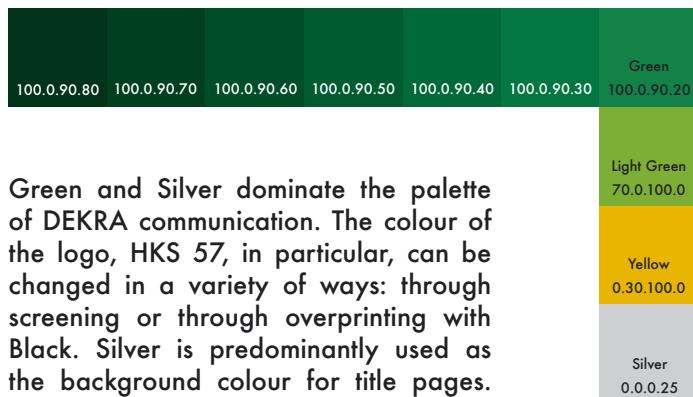 Green
100.0.90.80 100.0.90.70 100.0.90.60 100.0.90.50 100.0.90.40 100.0.90.30 100.0.90.20
Light Green
70.0.100.0
Green and Silver dominate the palette
of DEKRA communication. The colour of
the logo, HKS 57, in particular, can be
changed in a variety of ways: through
screening or through overprinting with
Black. Silver is predominantly used as
the background colour for title pages.
Yellow
0.30.100.0
Silver
0.0.0.25